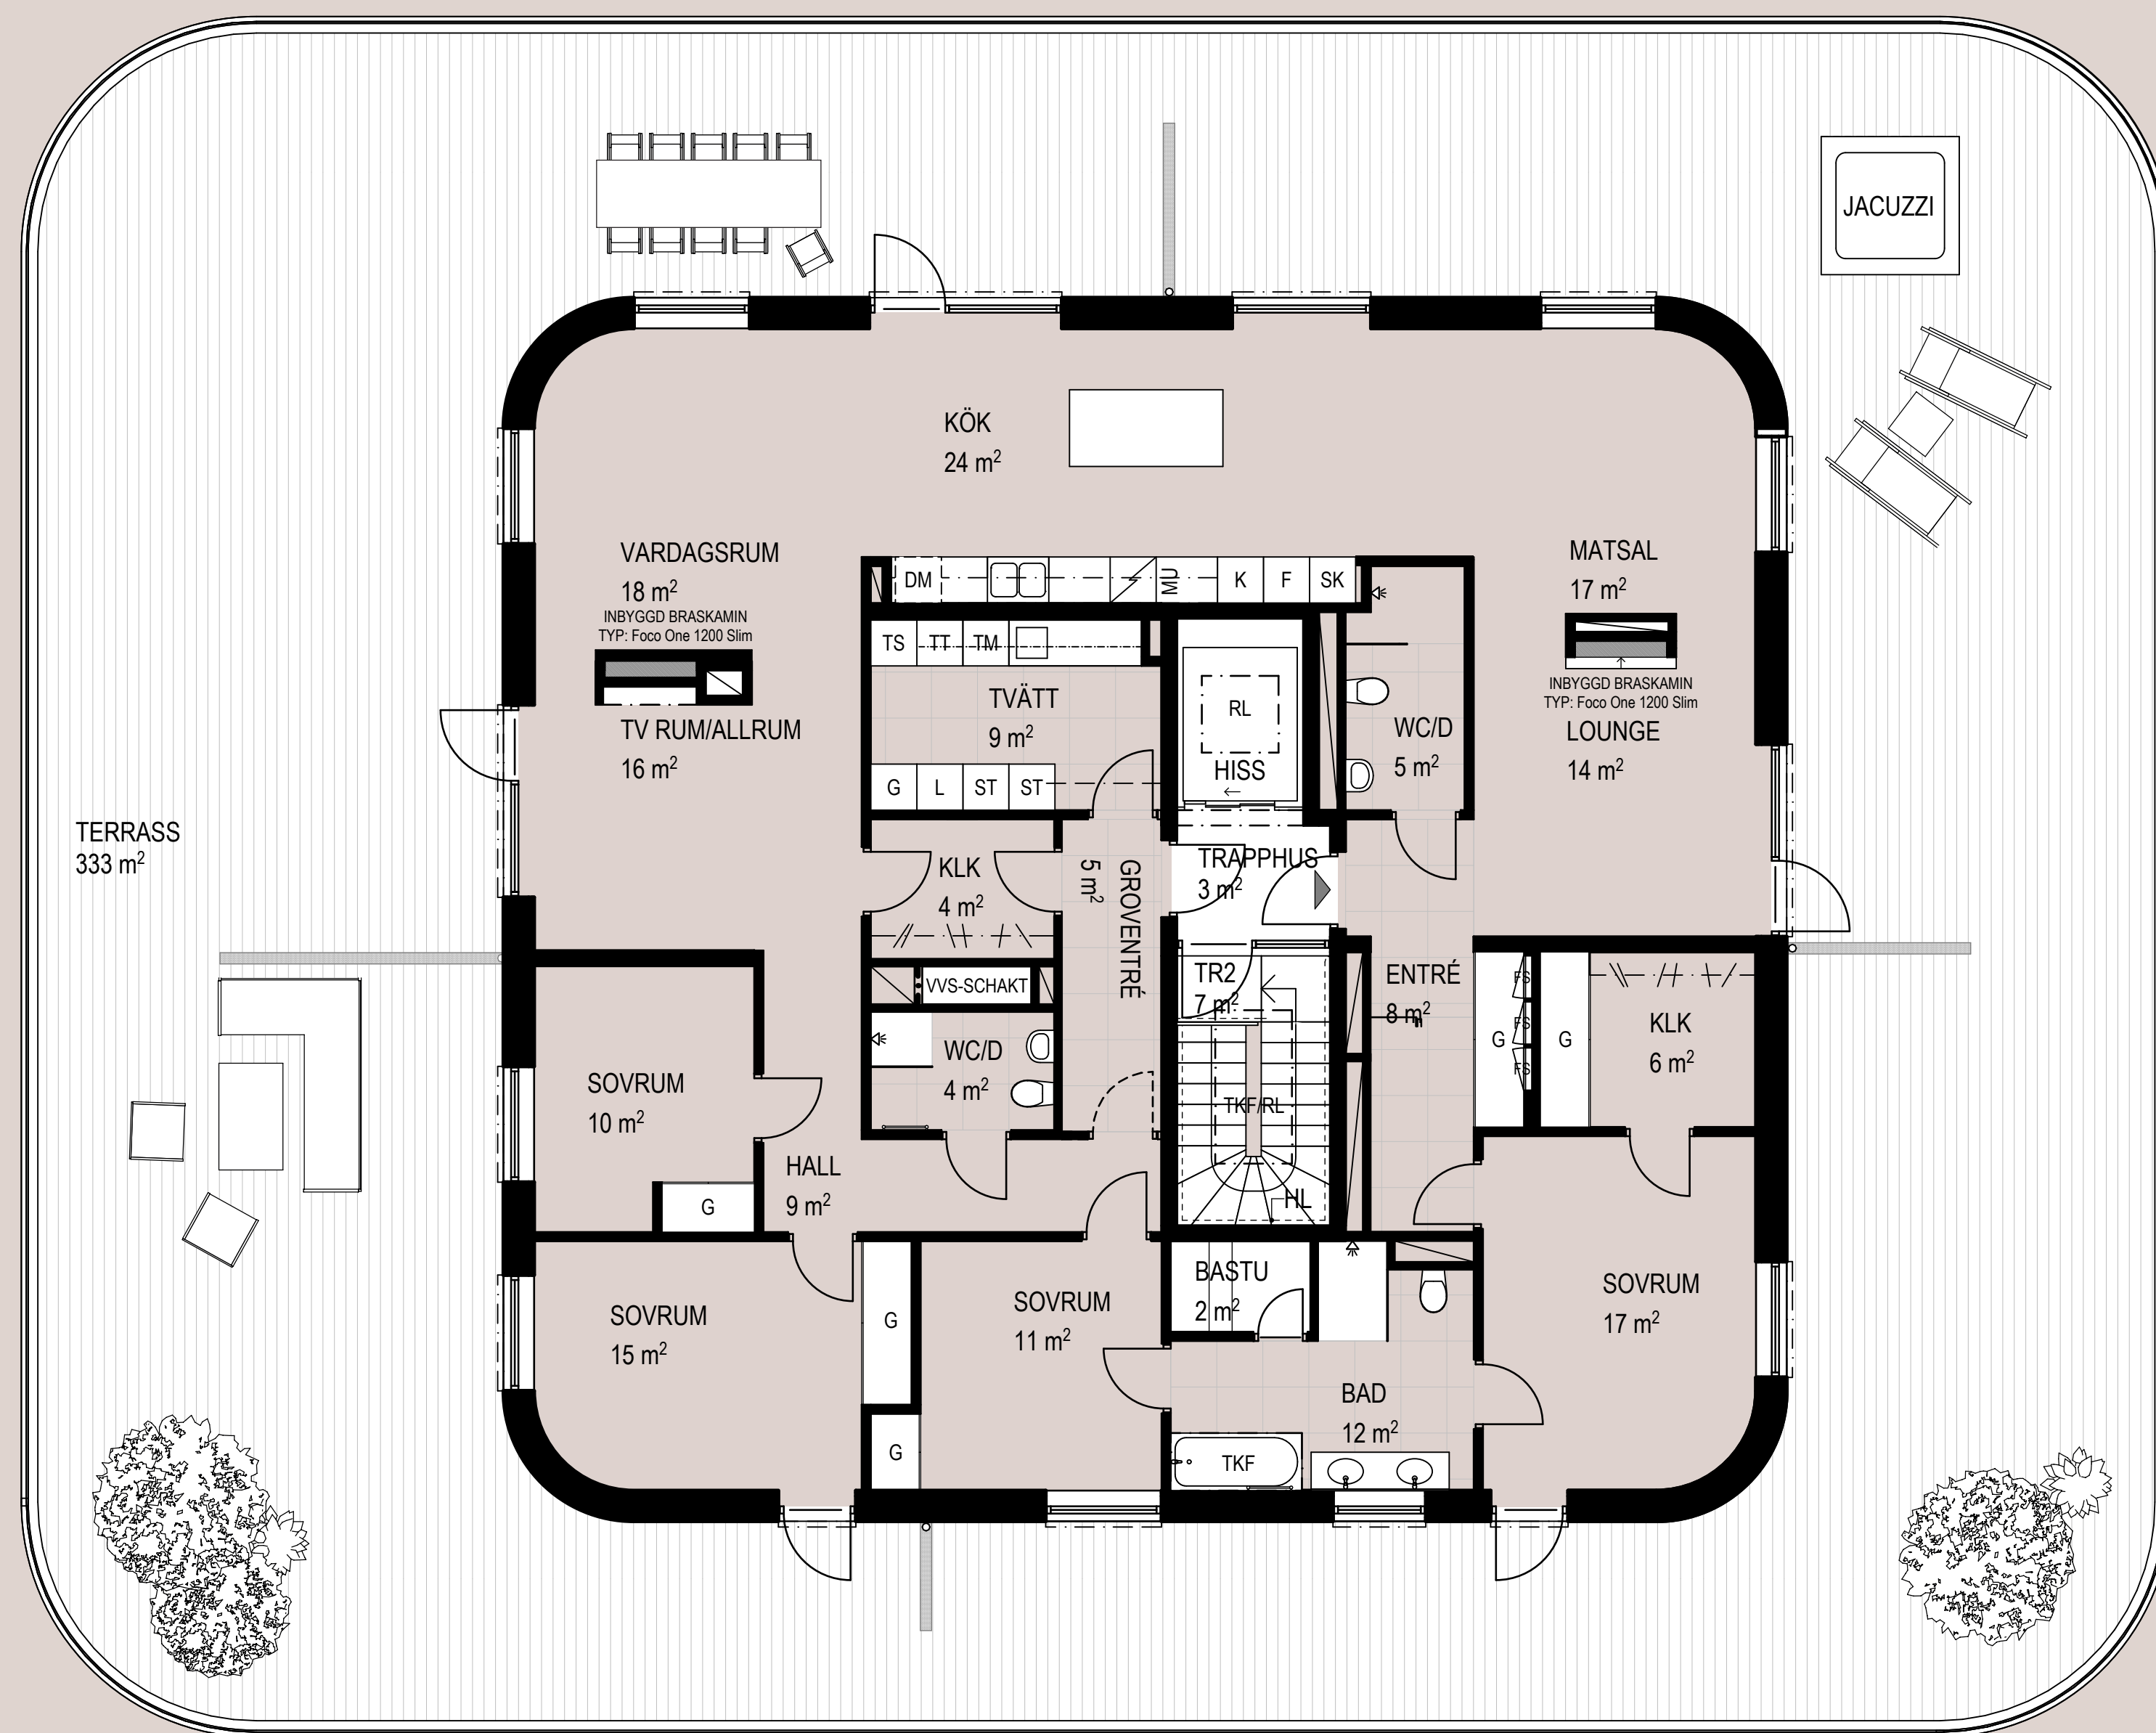 JACUZZI
KÖK
24 m²
VARDAGSRUM
18 m²
INBYGGD BRASKAMIN
TYP: Foco One 1200 Slim
TV RUM/ALLRUM
16 m²
MATSAL
17 m²
INBYGGD BRASKAMIN
TYP: Foco One 1200 Slim
LOUNGE
14 m²
DM
MU
K
F
SK
TS
TT
TM
TVÄTT
9 m²
G
L
ST
ST
RL
HISS
WC/D
5 m²
TERRASS
333 m²
KLK
4 m²
GROVENTRÉ
5 m²
TRAPPHUS
3 m²
VVS-SCHAKT
TR2
7 m²
ENTRÉ
8 m²
G
FS
FS
FS
G
KLK
6 m²
WC/D
4 m²
TKF/RL
HL
SOVRUM
10 m²
G
HALL
9 m²
SOVRUM
15 m²
G
G
SOVRUM
11 m²
BASTU
2 m²
BAD
12 m²
TKF
SOVRUM
17 m²